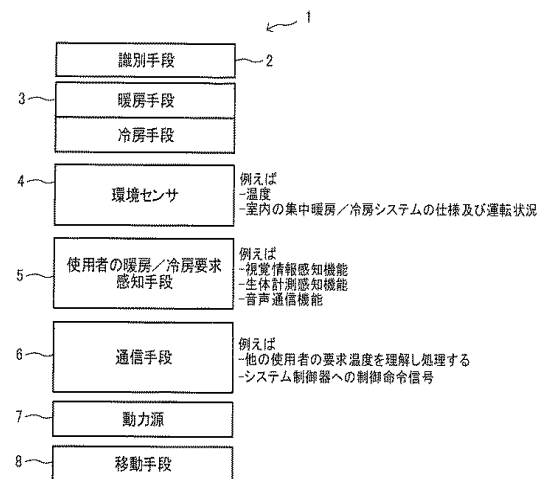 1
識別手段
2
3
暖房手段
冷房手段
4
環境センサ
例えば
-温度
-室内の集中暖房/冷房システムの仕様及び運転状況
5
使用者の暖房/冷房要求
感知手段
例えば
-視覚情報感知機能
-生体計測感知機能
-音声通信機能
6
通信手段
例えば
-他の使用者の要求温度を理解し処理する
-システム制御器への制御命令信号
7
動力源
8
移動手段